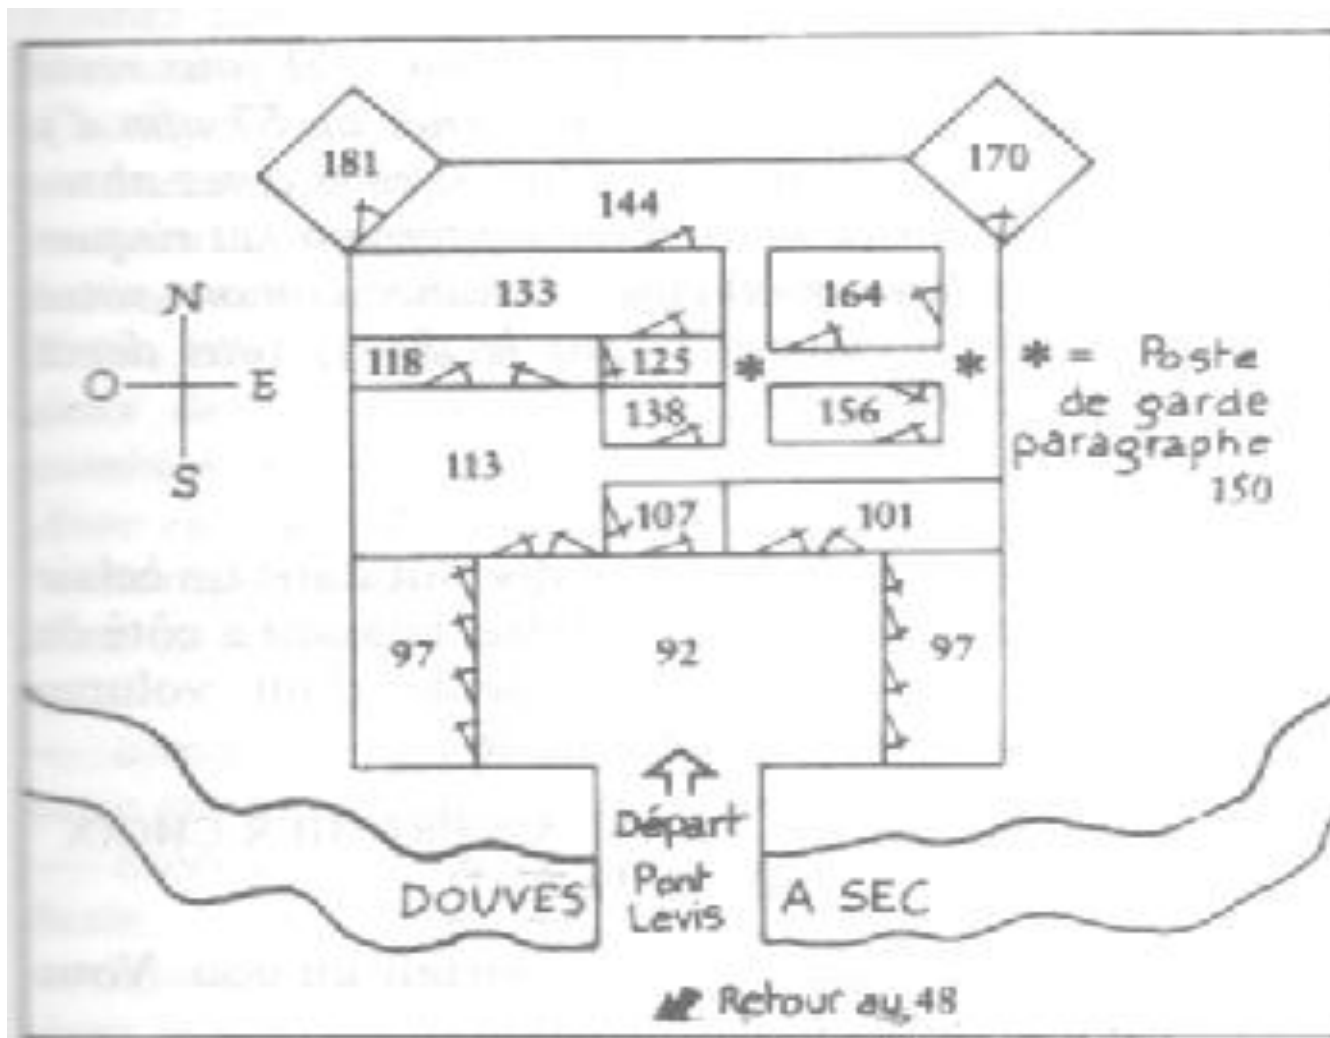 181
170
144
N
133
164
O
E
* = Poste
118
125
*
*
de garde
138
156
paragraphe
S
113
150
107
101
97
92
97
Départ
DOUVES
Pont
A SEC
Levis
Retour au 48